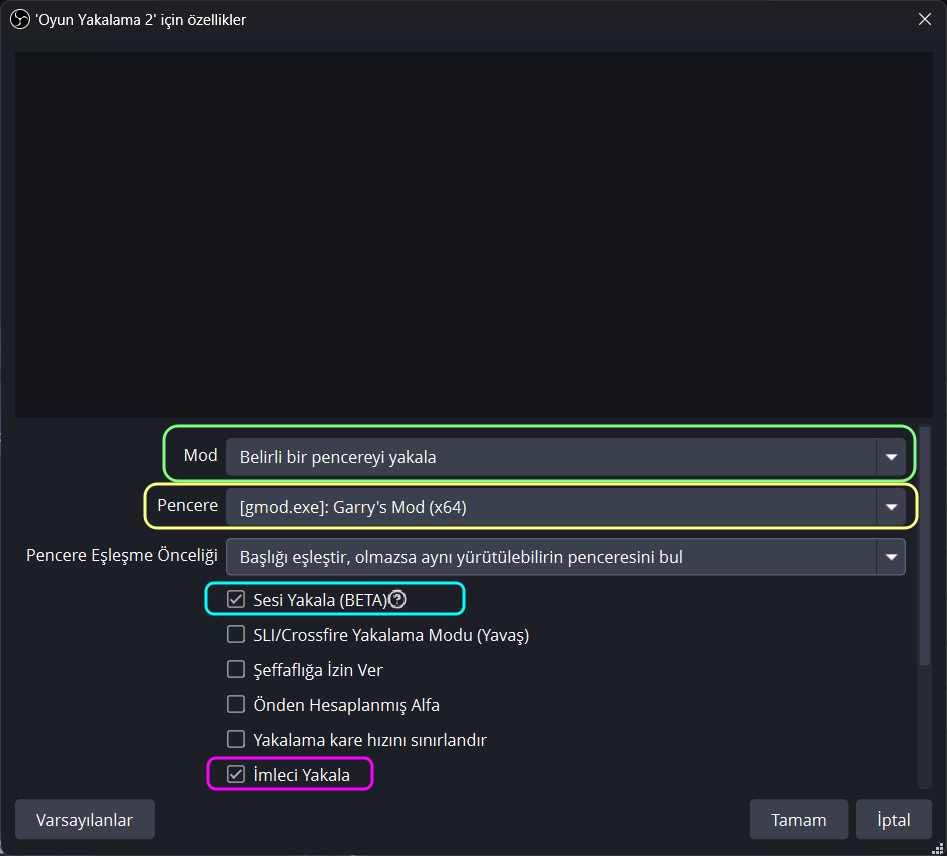 'Oyun Yakalama 2' için özellikler
Mod
Belirli bir pencereyi yakala
Pencere
[gmod.exe]: Garry's Mod (x64)
Pencere Eşleşme Önceliği
Başlığı eşleştir, olmazsa aynı yürütülebilirin penceresini bul
Sesi Yakala (BETA)?
SLI/Crossfire Yakalama Modu (Yavaş)
Şeffaflığa İzin Ver
Önden Hesaplanmış Alfa
Yakalama kare hızını sınırlandır
İmleci Yakala
Varsayılanlar
Tamam
İptal